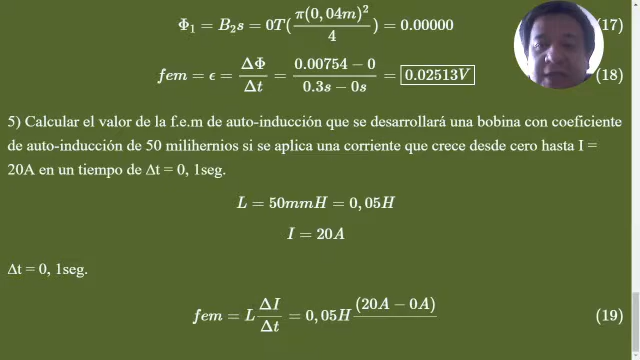 Φ₁ = B₂s = 0T(π(0,04m)²/4) = 0.00000 (17)
fem = ϵ = ΔΦ/Δt = (0.00754 − 0)/(0.3s − 0s) = 0.02513V (18)
5) Calcular el valor de la f.e.m de auto-inducción que se desarrollará una bobina con coeficiente
de auto-inducción de 50 milihernios si se aplica una corriente que crece desde cero hasta I =
20A en un tiempo de Δt = 0, 1seg.
L = 50mmH = 0,05H
I = 20A
Δt = 0, 1seg.
fem = L ΔI/Δt = 0,05H (20A − 0A)/ (19)